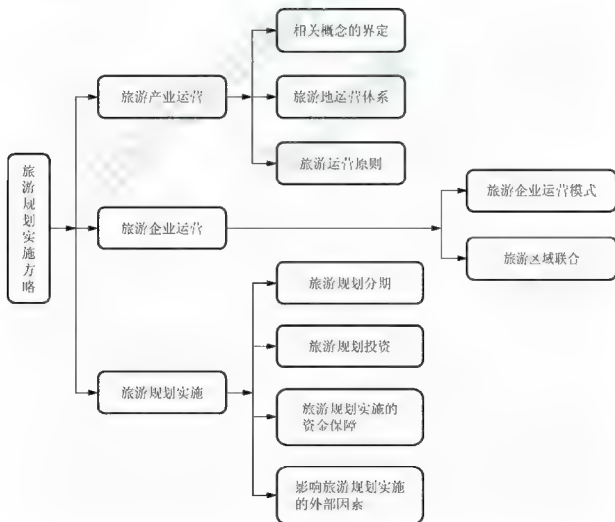 旅游规划实施方略
旅游产业运营
相关概念的界定
旅游地运营体系
旅游运营原则
旅游企业运营
旅游企业运营模式
旅游区域联合
旅游规划实施
旅游规划分期
旅游规划投资
旅游规划实施的
资金保障
影响旅游规划实施
的外部因素